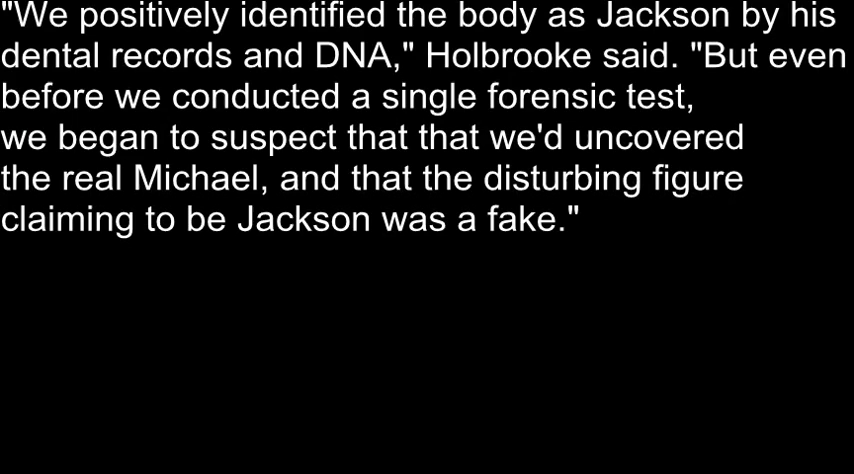 "We positively identified the body as Jackson by his
dental records and DNA," Holbrooke said. "But even
before we conducted a single forensic test,
we began to suspect that that we'd uncovered
the real Michael, and that the disturbing figure
claiming to be Jackson was a fake."